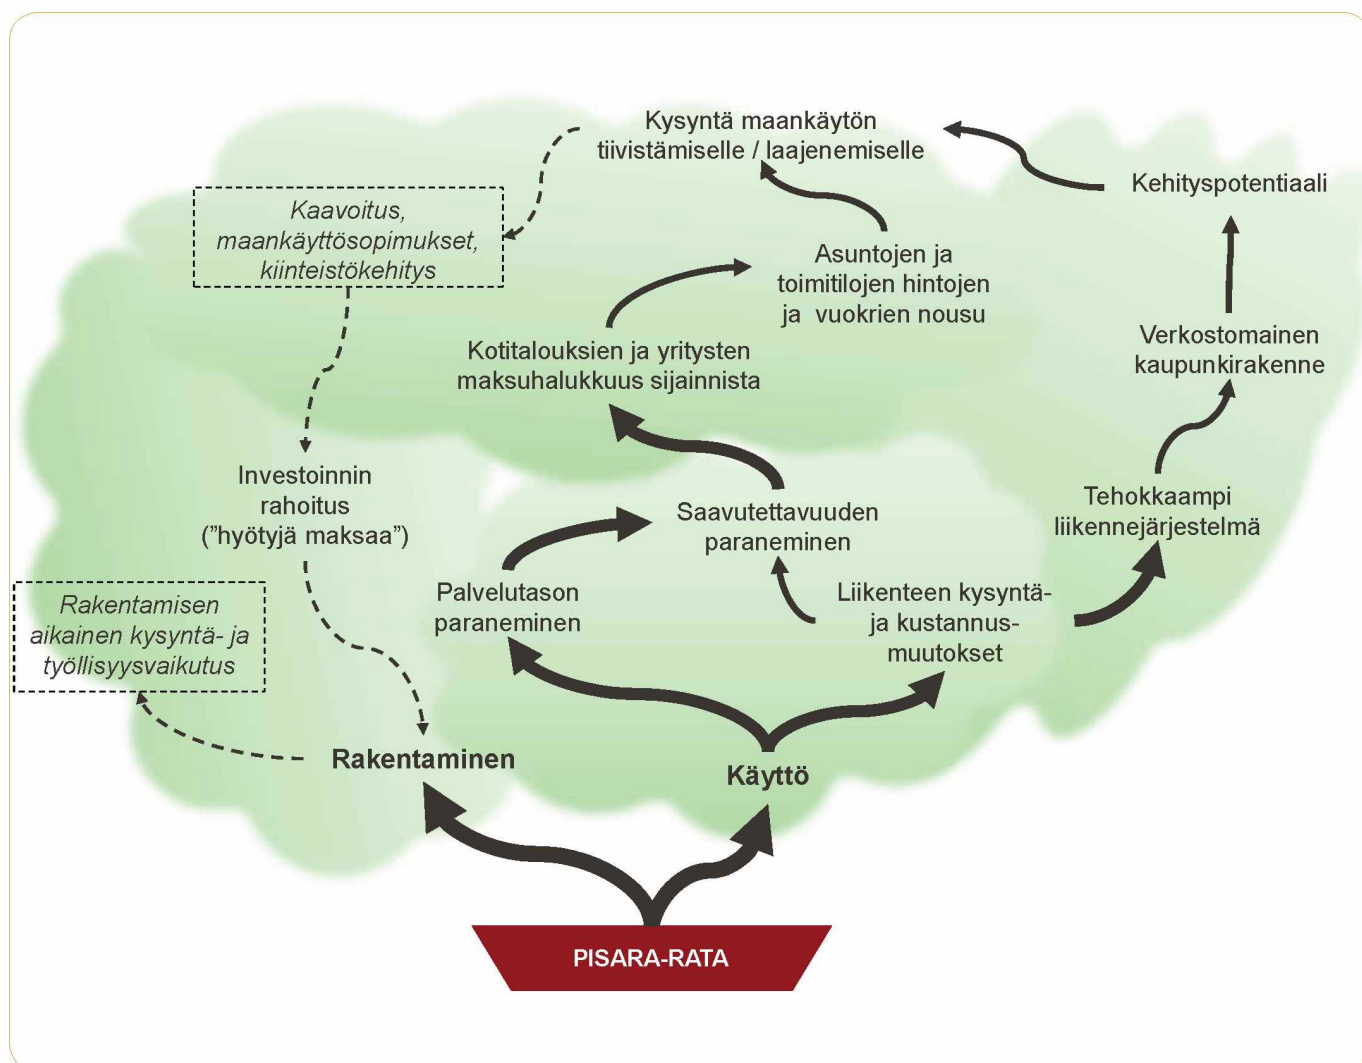 Kysyntä maankäytön
tiivistämiselle / laajenemiselle
Kehityspotentiaali
Kaavoitus,
maankäyttösopimukset,
kiinteistökehitys
Asuntojen ja
toimitilojen hintojen
ja vuokrien nousu
Verkostomainen
kaupunkirakenne
Kotitalouksien ja yritysten
maksuhalukkuus sijainnista
Investoinnin
rahoitus
("hyötyjä maksaa")
Saavutettavuuden
paraneminen
Tehokkaampi
liikennejärjestelmä
Rakentamisen
aikainen kysyntä- ja
työllisyysvaikutus
Palvelutason
paraneminen
Liikenteen kysyntä-
ja kustannus-
muutokset
Rakentaminen
Käyttö
PISARA-RATA